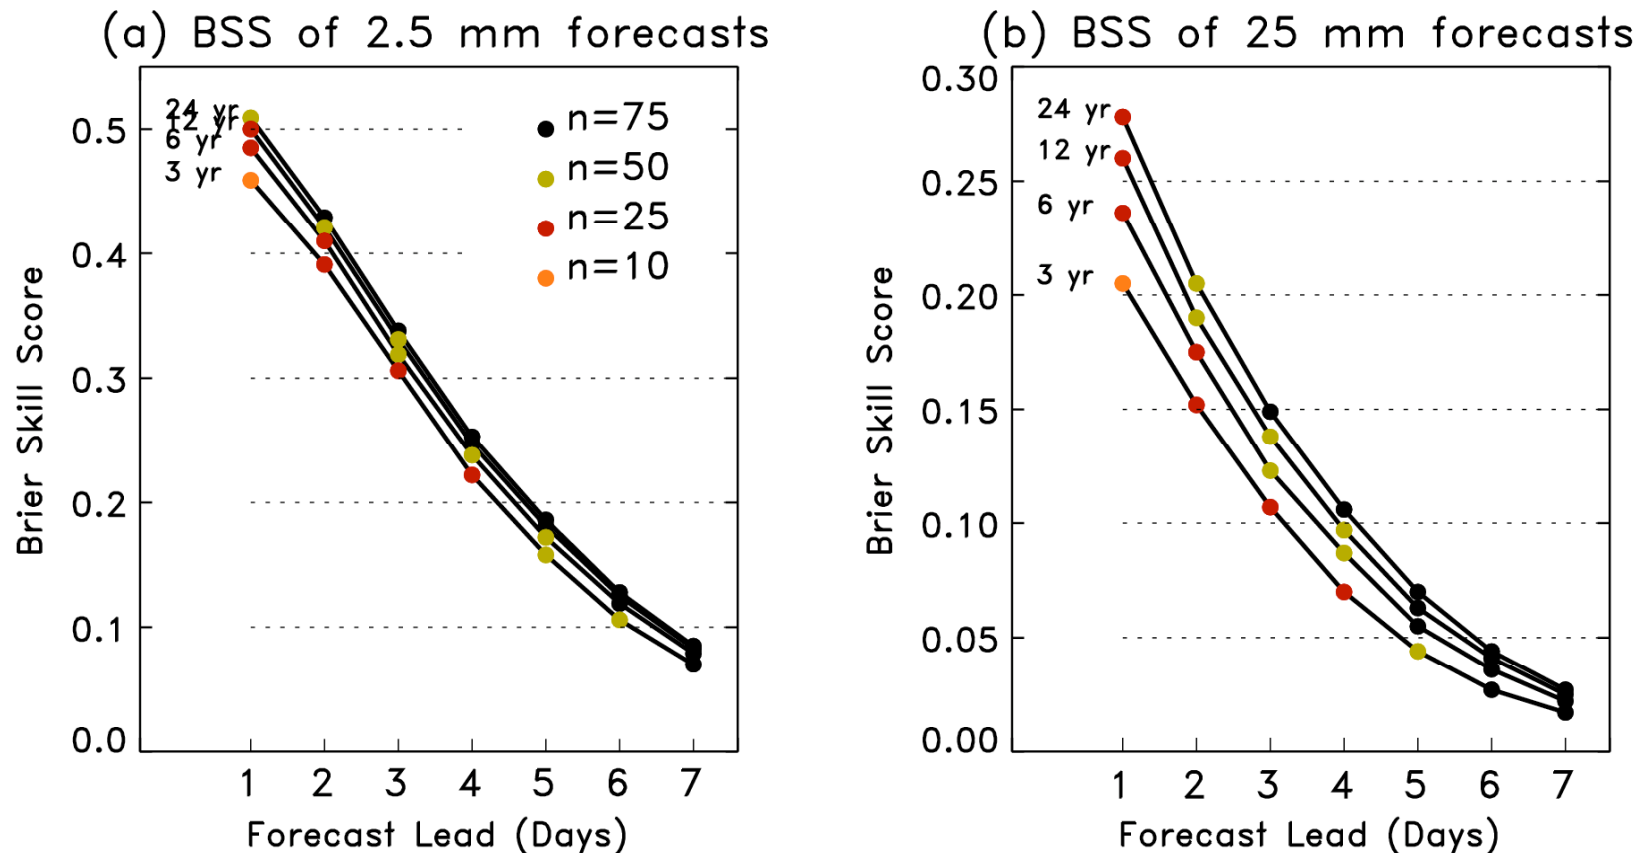 (a) BSS of 2.5 mm forecasts
Brier Skill Score
0.5
0.4
0.3
0.2
0.1
0.0
24 yr
12 yr
6 yr
3 yr
n=75
n=50
n=25
n=10
1 2 3 4 5 6 7
Forecast Lead (Days)
(b) BSS of 25 mm forecasts
Brier Skill Score
0.30
0.25
0.20
0.15
0.10
0.05
0.00
24 yr
12 yr
6 yr
3 yr
1 2 3 4 5 6 7
Forecast Lead (Days)